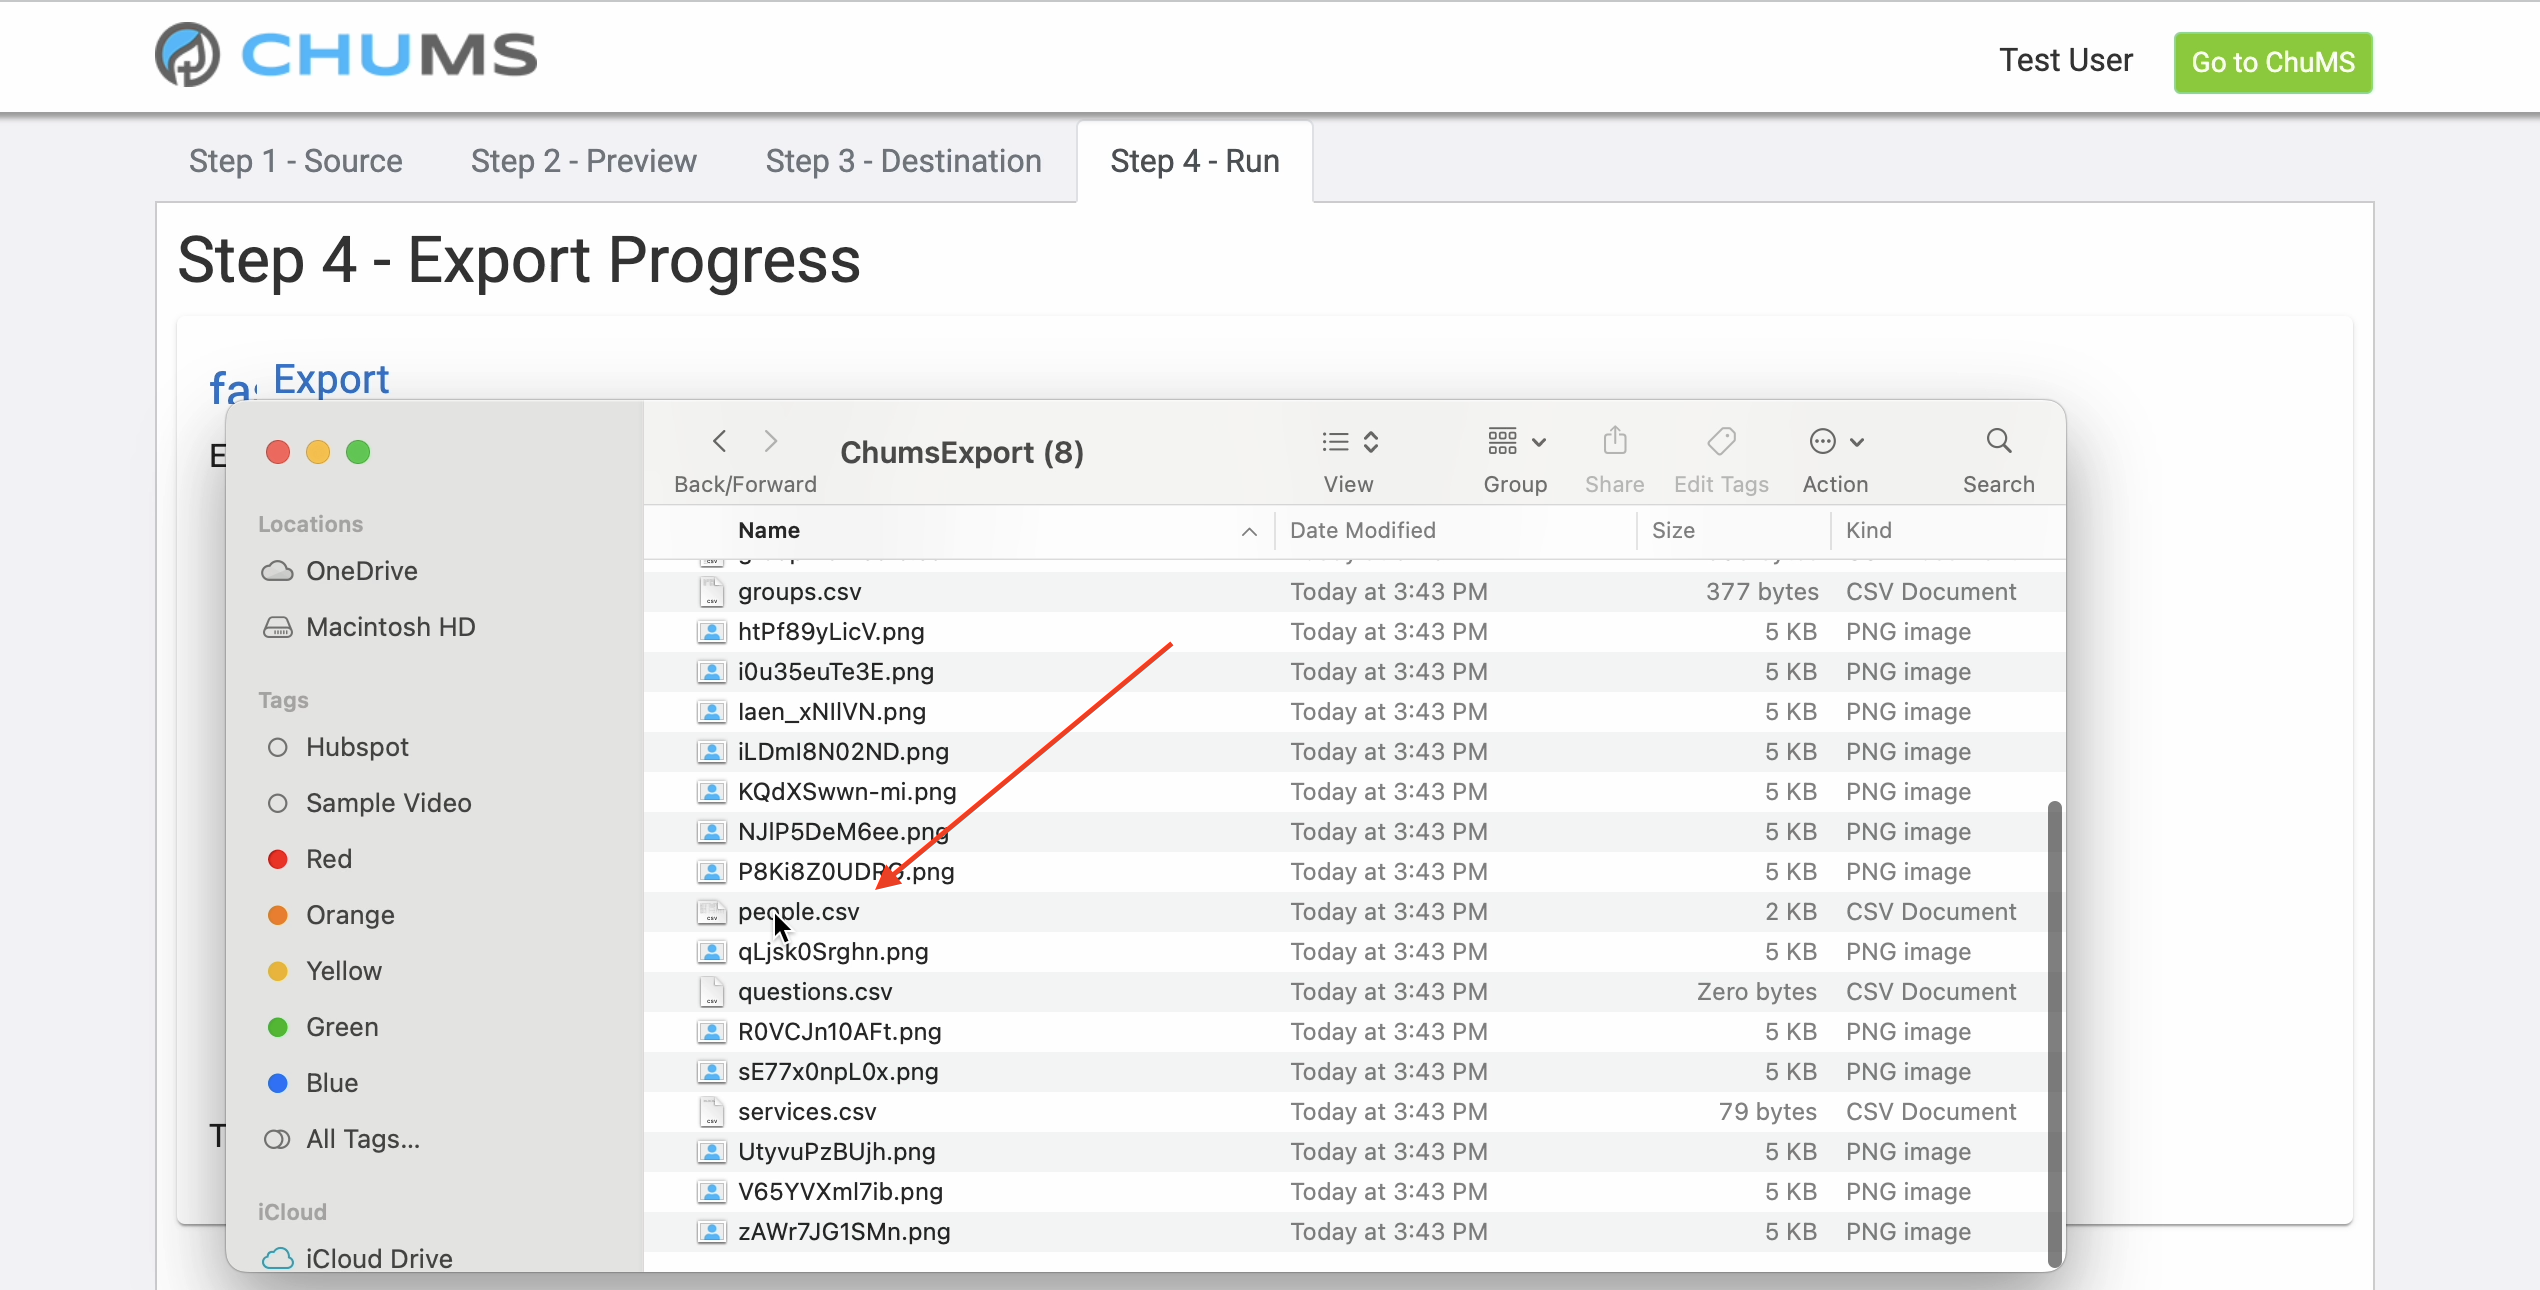 CHUMS
Test User
Go to ChuMS
Step 1 - Source
Step 2 - Preview
Step 3 - Destination
Step 4 - Run
Step 4 - Export Progress
Export
ChumsExport (8)
Back/Forward
View
Group
Share
Edit Tags
Action
Search
Locations
OneDrive
Macintosh HD
Tags
Hubspot
Sample Video
Red
Orange
Yellow
Green
Blue
All Tags...
iCloud
iCloud Drive
Name Date Modified Size Kind
groups.csv Today at 3:43 PM 377 bytes CSV Document
htPf89yLicV.png Today at 3:43 PM 5 KB PNG image
i0u35euTe3E.png Today at 3:43 PM 5 KB PNG image
Iaen_xNIlVN.png Today at 3:43 PM 5 KB PNG image
iLDmI8N02ND.png Today at 3:43 PM 5 KB PNG image
KQdXSwwn-mi.png Today at 3:43 PM 5 KB PNG image
NJIP5DeM6ee.png Today at 3:43 PM 5 KB PNG image
P8Ki8Z0UDRG.png Today at 3:43 PM 5 KB PNG image
people.csv Today at 3:43 PM 2 KB CSV Document
qLjsk0Srghn.png Today at 3:43 PM 5 KB PNG image
questions.csv Today at 3:43 PM Zero bytes CSV Document
R0VCJn10AFt.png Today at 3:43 PM 5 KB PNG image
sE77x0npL0x.png Today at 3:43 PM 5 KB PNG image
services.csv Today at 3:43 PM 79 bytes CSV Document
UtyvuPzBUjh.png Today at 3:43 PM 5 KB PNG image
V65YVXmI7ib.png Today at 3:43 PM 5 KB PNG image
zAWr7JG1SMn.png Today at 3:43 PM 5 KB PNG image